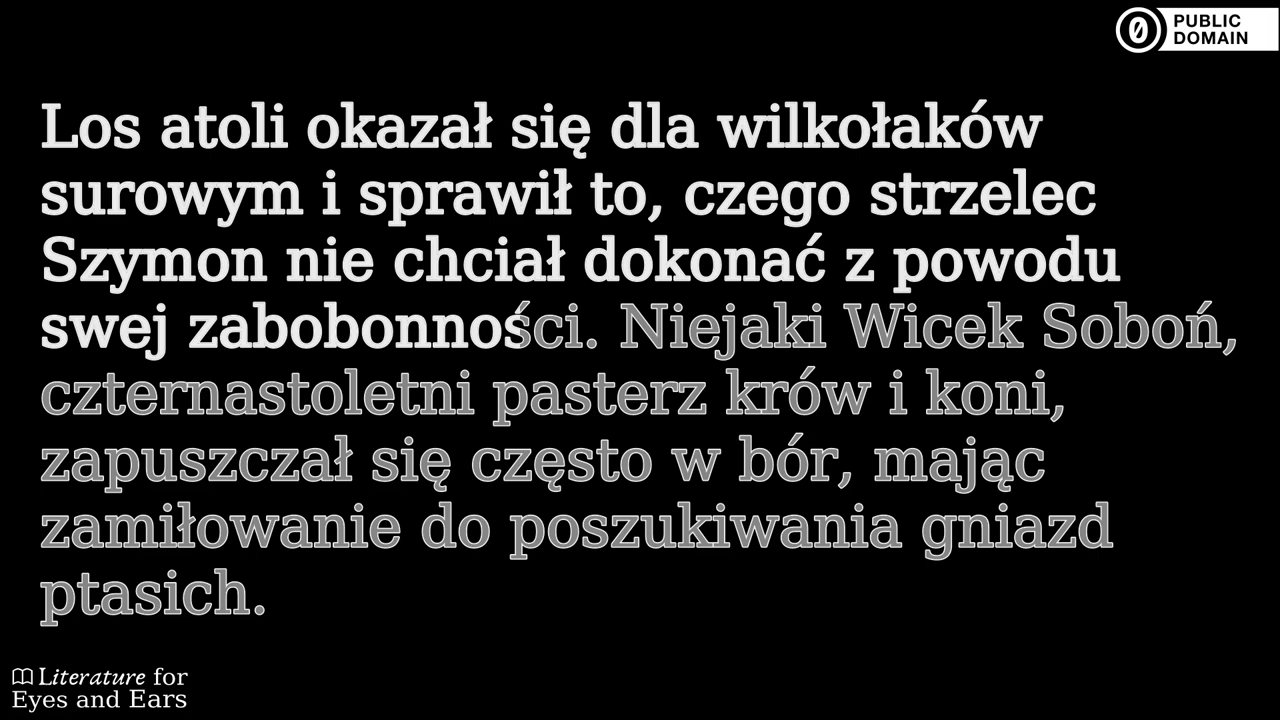 PUBLIC
DOMAIN
Los atoli okazał się dla wilkołaków
surowym i sprawił to, czego strzelec
Szymon nie chciał dokonać z powodu
swej zabobonności. Niejaki Wicek Soboń,
czternastoletni pasterz krów i koni,
zapuszczał się często w bór, mając
zamiłowanie do poszukiwania gniazd
ptasich.
Literature for
Eyes and Ears